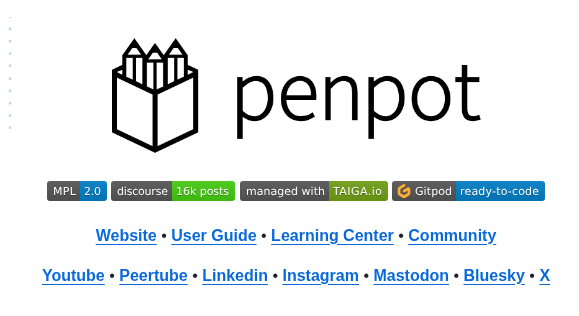 penpot
MPL 2.0 discourse 16k posts managed with TAIGA.io Gitpod ready-to-code
Website • User Guide • Learning Center • Community
Youtube • Peertube • Linkedin • Instagram • Mastodon • Bluesky • X